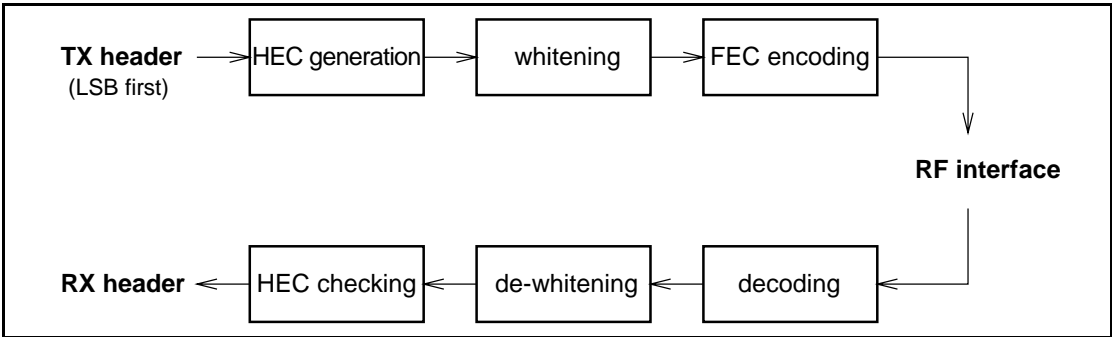 TX header
(LSB first)
HEC generation
whitening
FEC encoding
RF interface
RX header
HEC checking
de-whitening
decoding